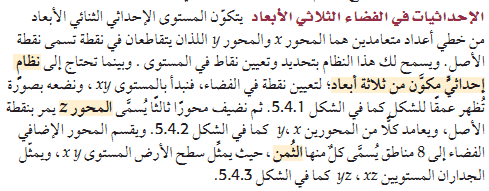 الإحداثيات في الفضاء الثلاثي الأبعاد يتكوّن المستوى الإحداثي الثنائي الأبعاد
من خطي أعداد متعامدين هما المحور x والمحور y اللذان يتقاطعان في نقطة تسمى نقطة
الأصل. ويسمح لك هذا النظام بتحديد وتعيين نقاط في المستوى . وبينما تحتاج إلى نظام
إحداثيٍّ مكوَّن من ثلاثة أبعاد؛ لتعيين نقطة في الفضاء، فنبدأ بالمستوى xy ، ونضعه بصورٍة
تُظهر عمقًا للشكل كما في الشكل 5.4.1. ثم نضيف محورًا ثالثًا يُسمَّى المحور z يمر بنقطة
الأصل، ويعامد كلًّا من المحورين y، x كما في الشكل 5.4.2. ويقسم المحور الإضافي
الفضاء إلى 8 مناطق يُسمَّى كلّ منها الثُمن ، حيث يمثِّل سطح الأرض المستوى x y ، ويمثّل
الجداران المستويين yz ، xz كما في الشكل 5.4.3